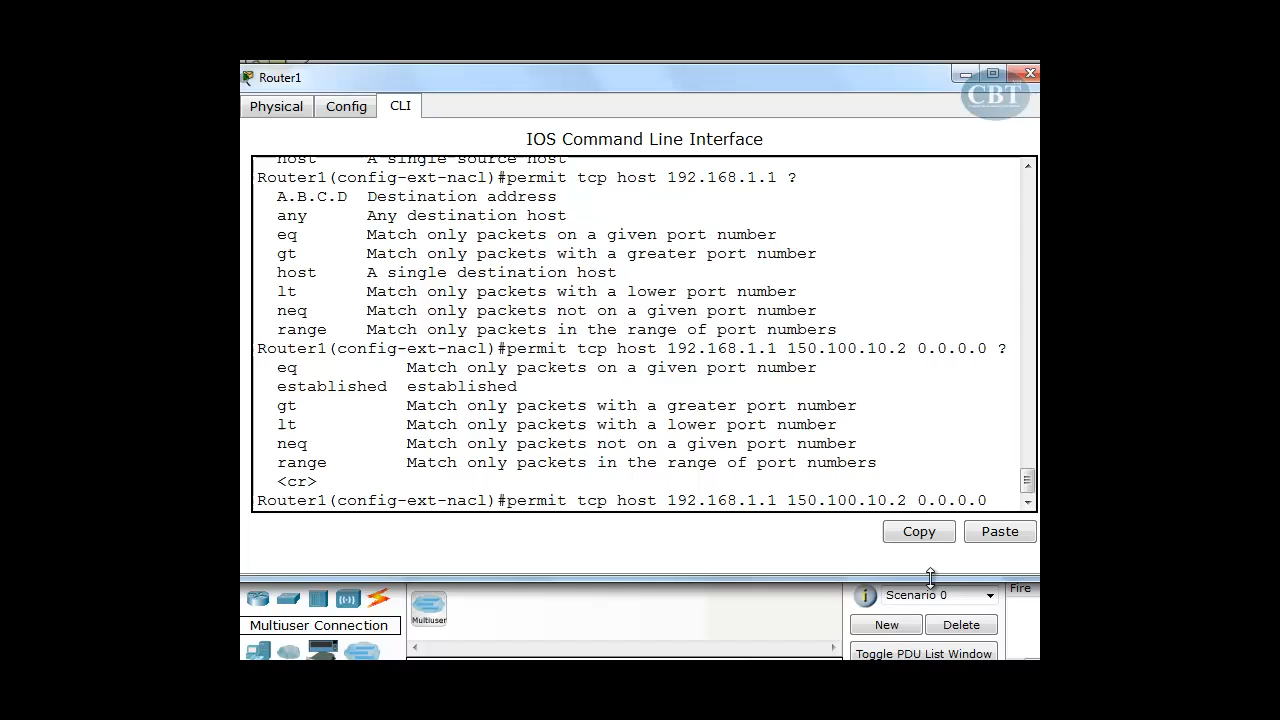 Router1
CBT
Physical
Config
CLI
IOS Command Line Interface
host A single source host
Router1(config-ext-nacl)#permit tcp host 192.168.1.1 ?
A.B.C.D Destination address
any Any destination host
eq Match only packets on a given port number
gt Match only packets with a greater port number
host A single destination host
lt Match only packets with a lower port number
neq Match only packets not on a given port number
range Match only packets in the range of port numbers
Router1(config-ext-nacl)#permit tcp host 192.168.1.1 150.100.10.2 0.0.0.0 ?
eq Match only packets on a given port number
established established
gt Match only packets with a greater port number
lt Match only packets with a lower port number
neq Match only packets not on a given port number
range Match only packets in the range of port numbers
<cr>
Router1(config-ext-nacl)#permit tcp host 192.168.1.1 150.100.10.2 0.0.0.0
Copy
Paste
Scenario 0
Fire
Multiuser
New
Delete
Multiuser Connection
Toggle PDU List Window